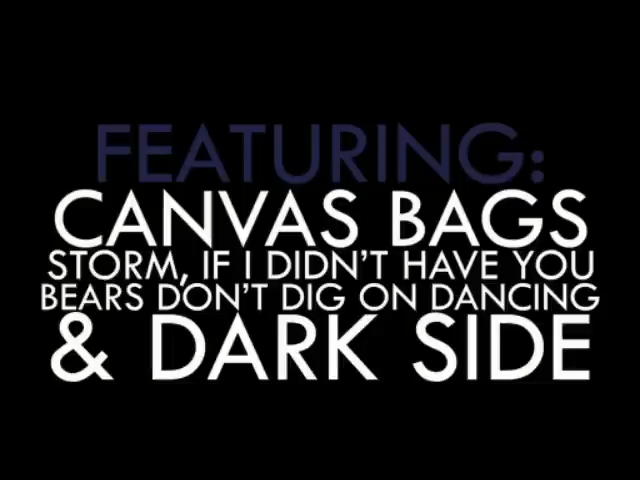 FEATURING:
CANVAS BAGS
STORM, IF I DIDN'T HAVE YOU
BEARS DON'T DIG ON DANCING
& DARK SIDE